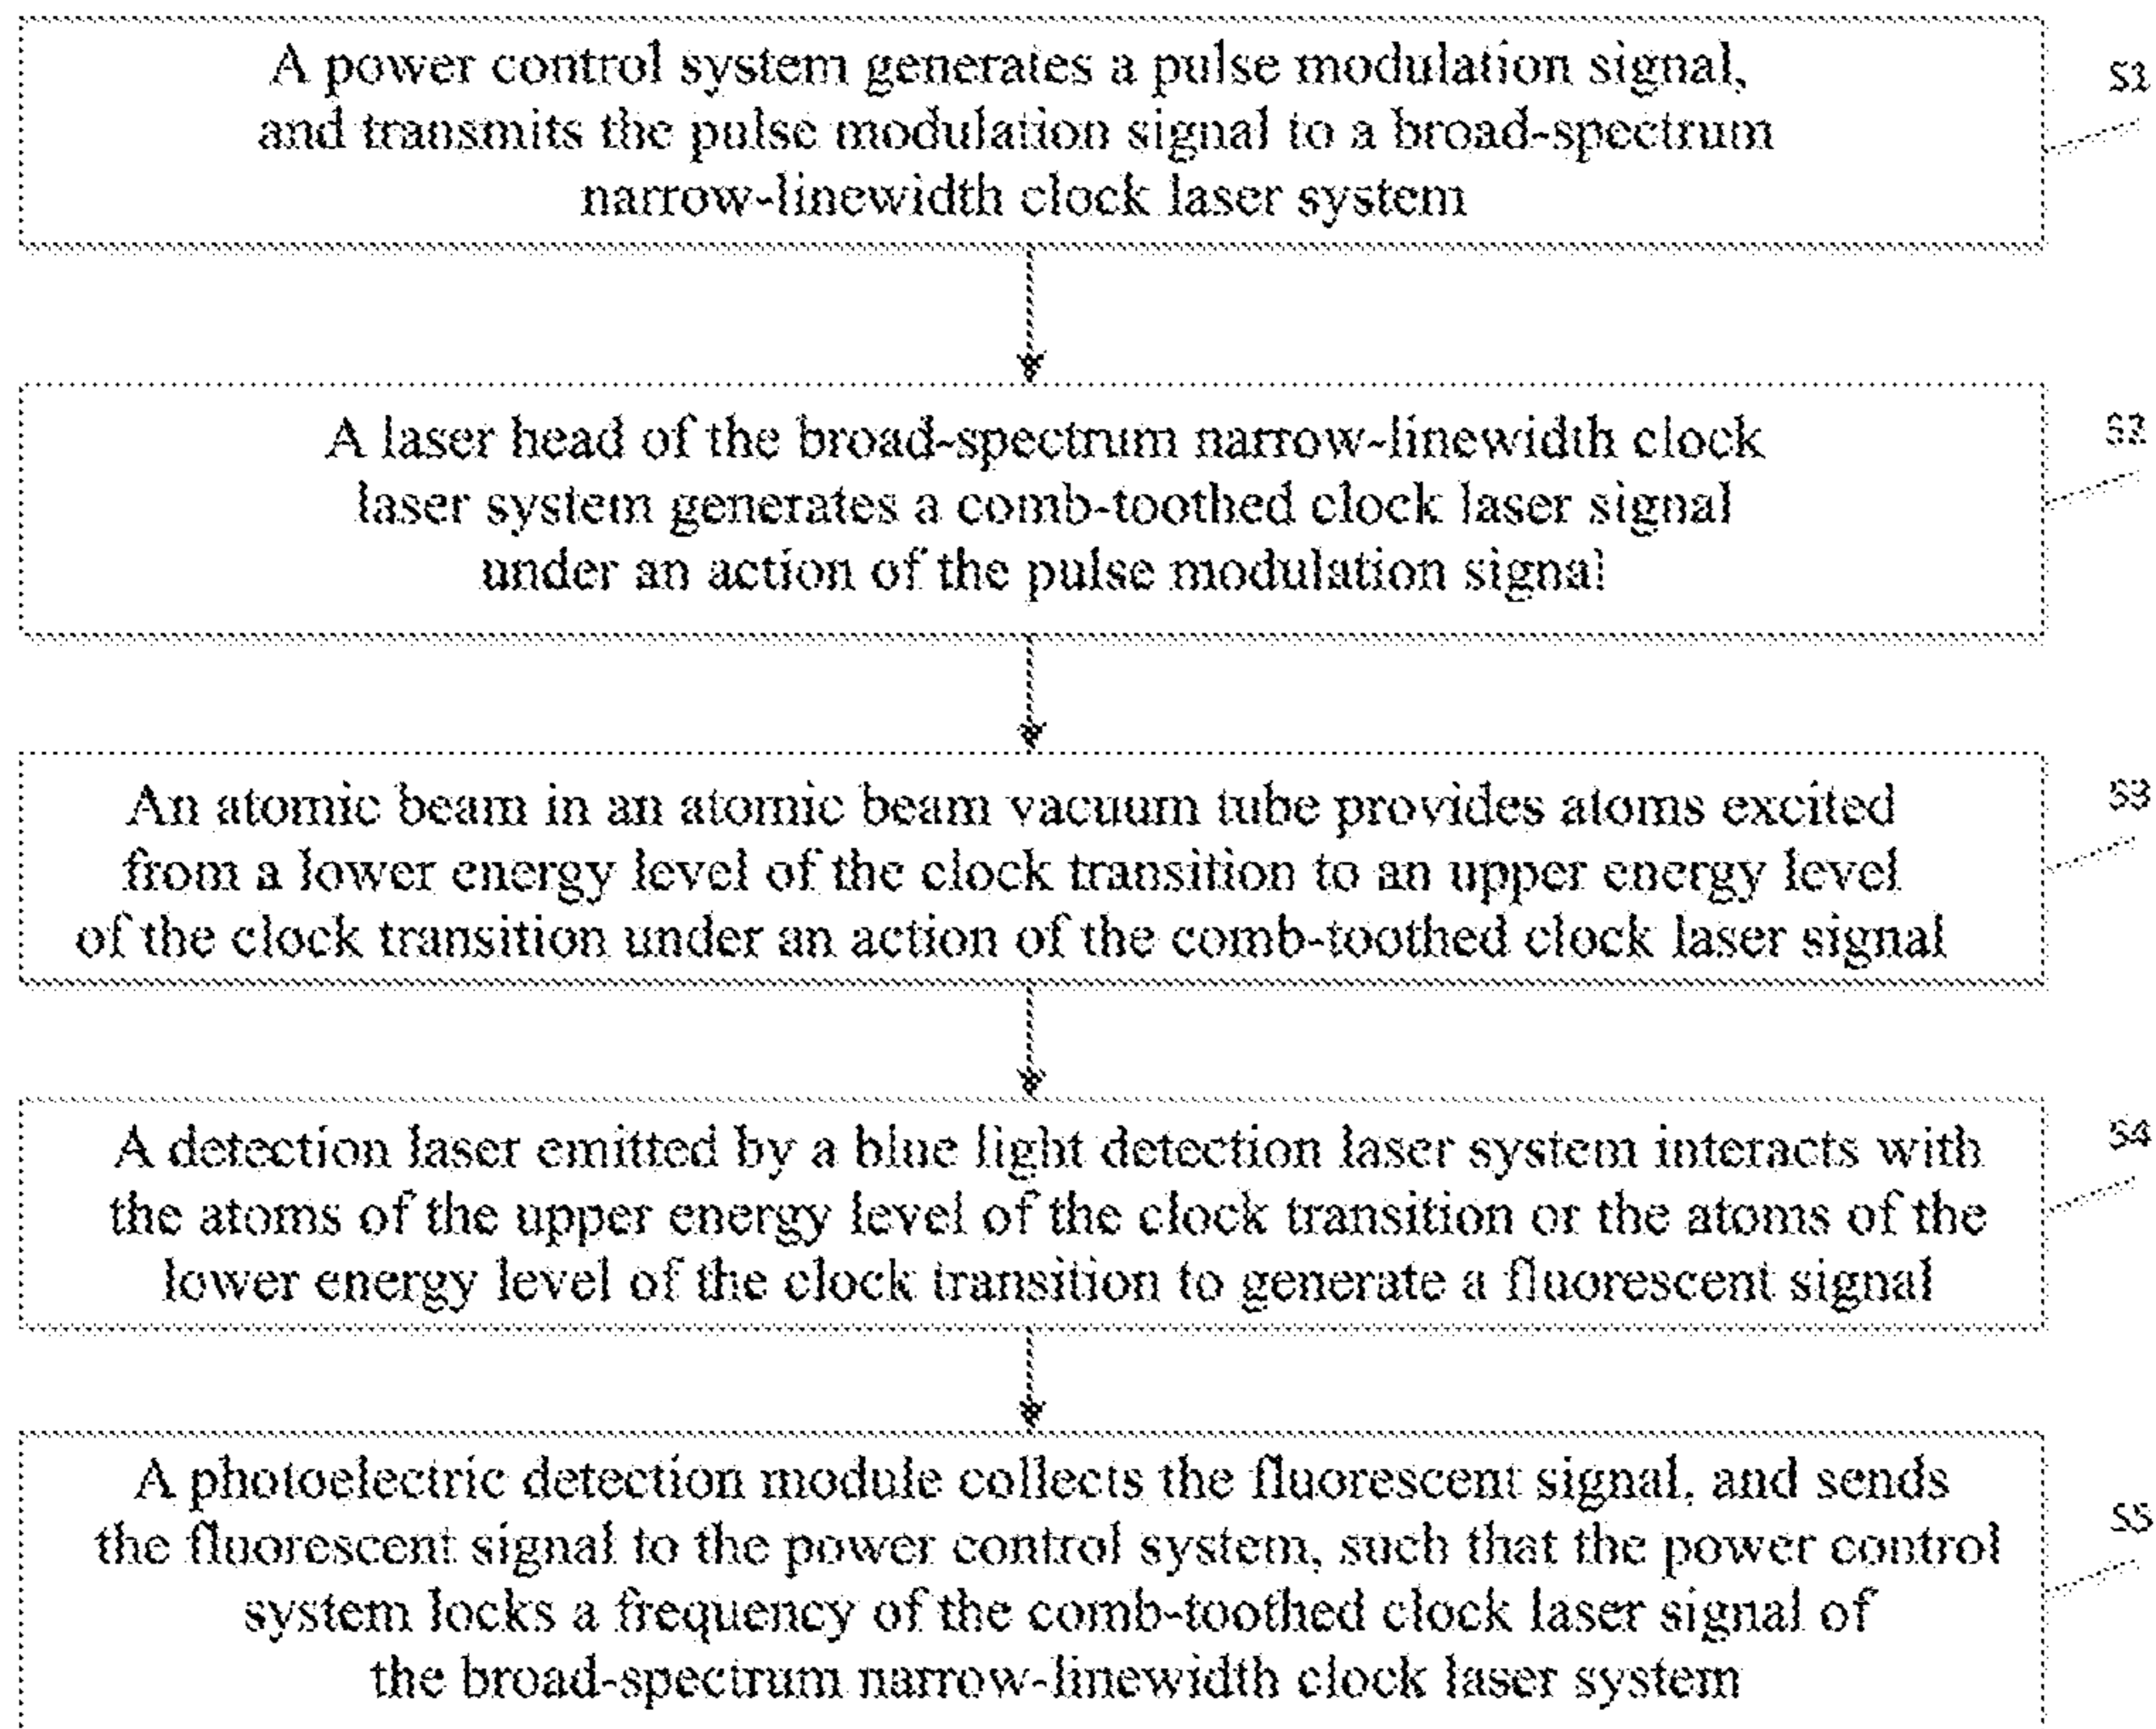 A power control system generates a pulse modulation signal,
and transmits the pulse modulation signal to a broad-spectrum
narrow-linewidth clock laser system
S1
A laser head of the broad-spectrum narrow-linewidth clock
laser system generates a comb-toothed clock laser signal
under an action of the pulse modulation signal
S2
An atomic beam in an atomic beam vacuum tube provides atoms excited
from a lower energy level of the clock transition to an upper energy level
of the clock transition under an action of the comb-toothed clock laser signal
S3
A detection laser emitted by a blue light detection laser system interacts with
the atoms of the upper energy level of the clock transition or the atoms of the
lower energy level of the clock transition to generate a fluorescent signal
S4
A photoelectric detection module collects the fluorescent signal, and sends
the fluorescent signal to the power control system, such that the power control
system locks a frequency of the comb-toothed clock laser signal of
the broad-spectrum narrow-linewidth clock laser system
S5